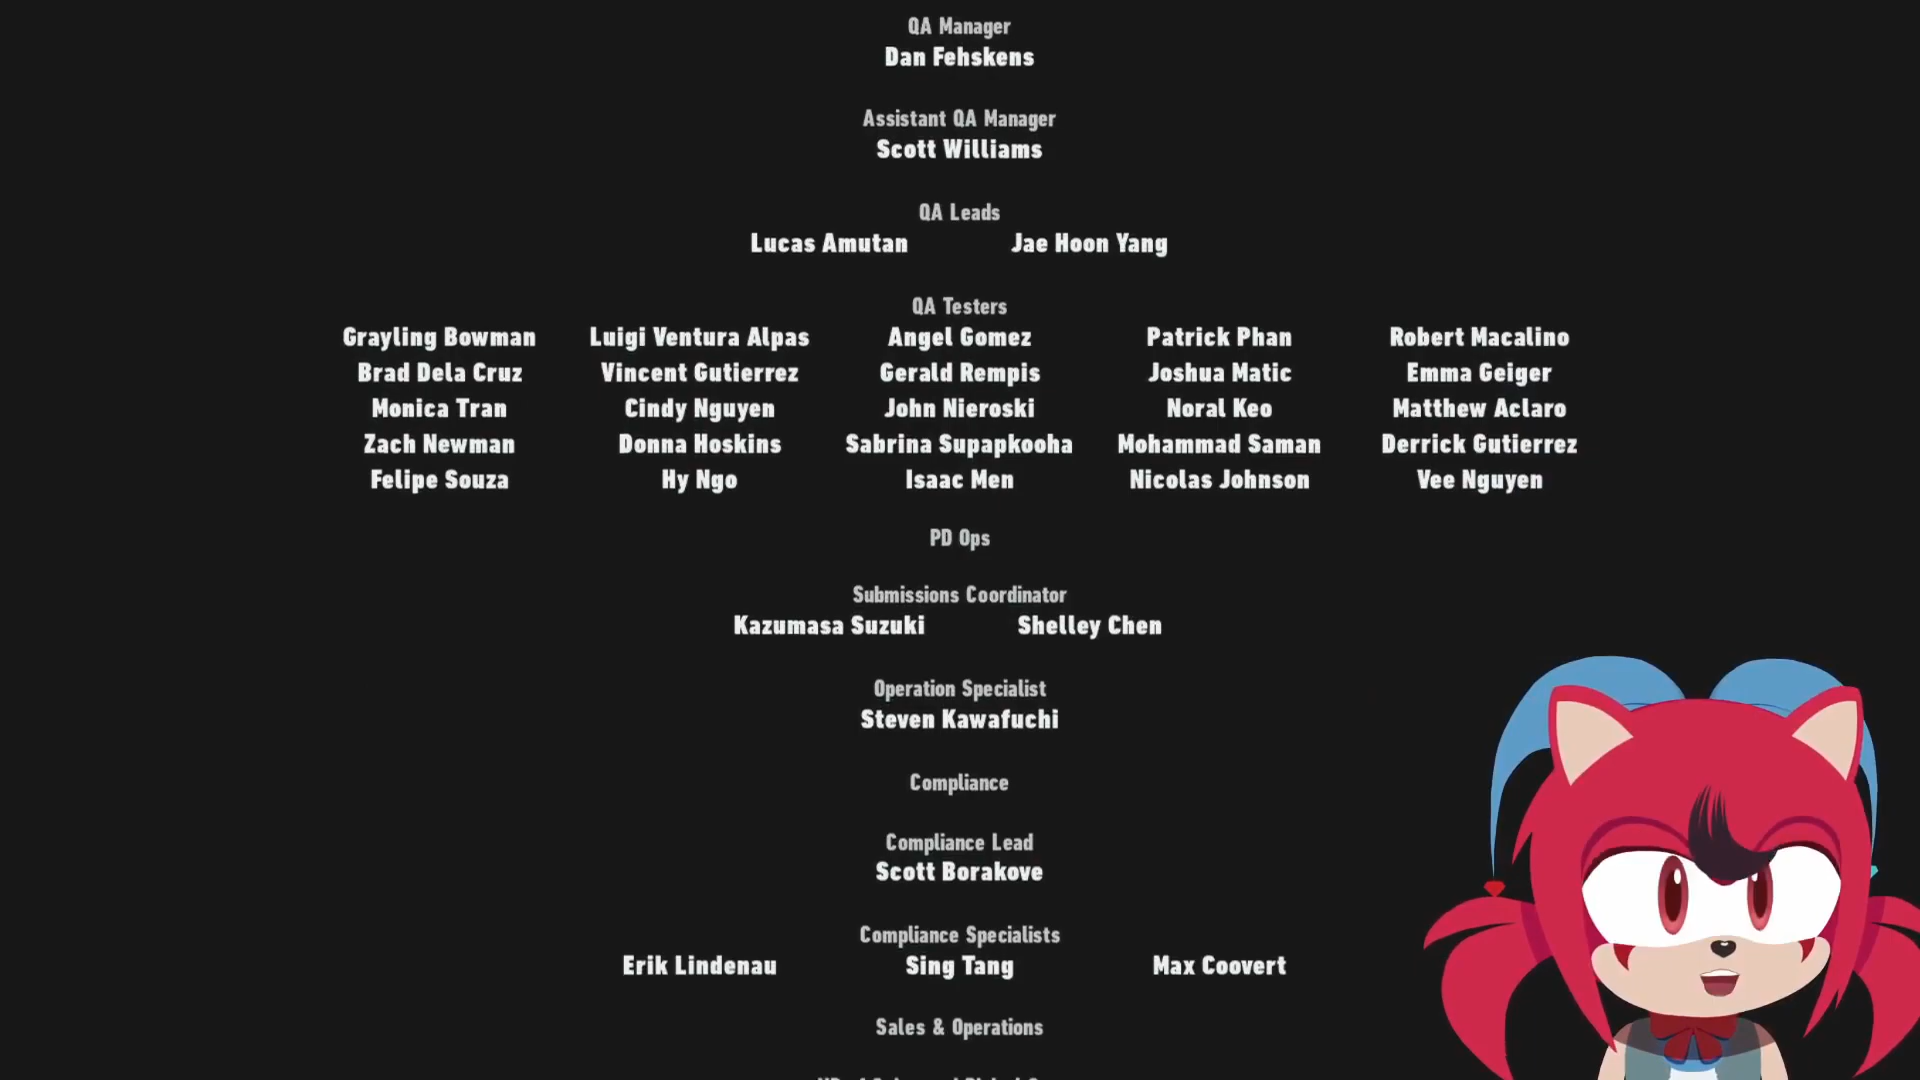 QA Manager
Dan Fehskens
Assistant QA Manager
Scott Williams
QA Leads
Lucas Amutan Jae Hoon Yang
QA Testers
Grayling Bowman Luigi Ventura Alpas Angel Gomez Patrick Phan Robert Macalino
Brad Dela Cruz Vincent Gutierrez Gerald Rempis Joshua Matic Emma Geiger
Monica Tran Cindy Nguyen John Nieroski Noral Keo Matthew Aclaro
Zach Newman Donna Hoskins Sabrina Supapkooha Mohammad Saman Derrick Gutierrez
Felipe Souza Hy Ngo Isaac Men Nicolas Johnson Vee Nguyen
PD Ops
Submissions Coordinator
Kazumasa Suzuki Shelley Chen
Operation Specialist
Steven Kawafuchi
Compliance
Compliance Lead
Scott Borakove
Compliance Specialists
Erik Lindenau Sing Tang Max Coovert
Sales & Operations